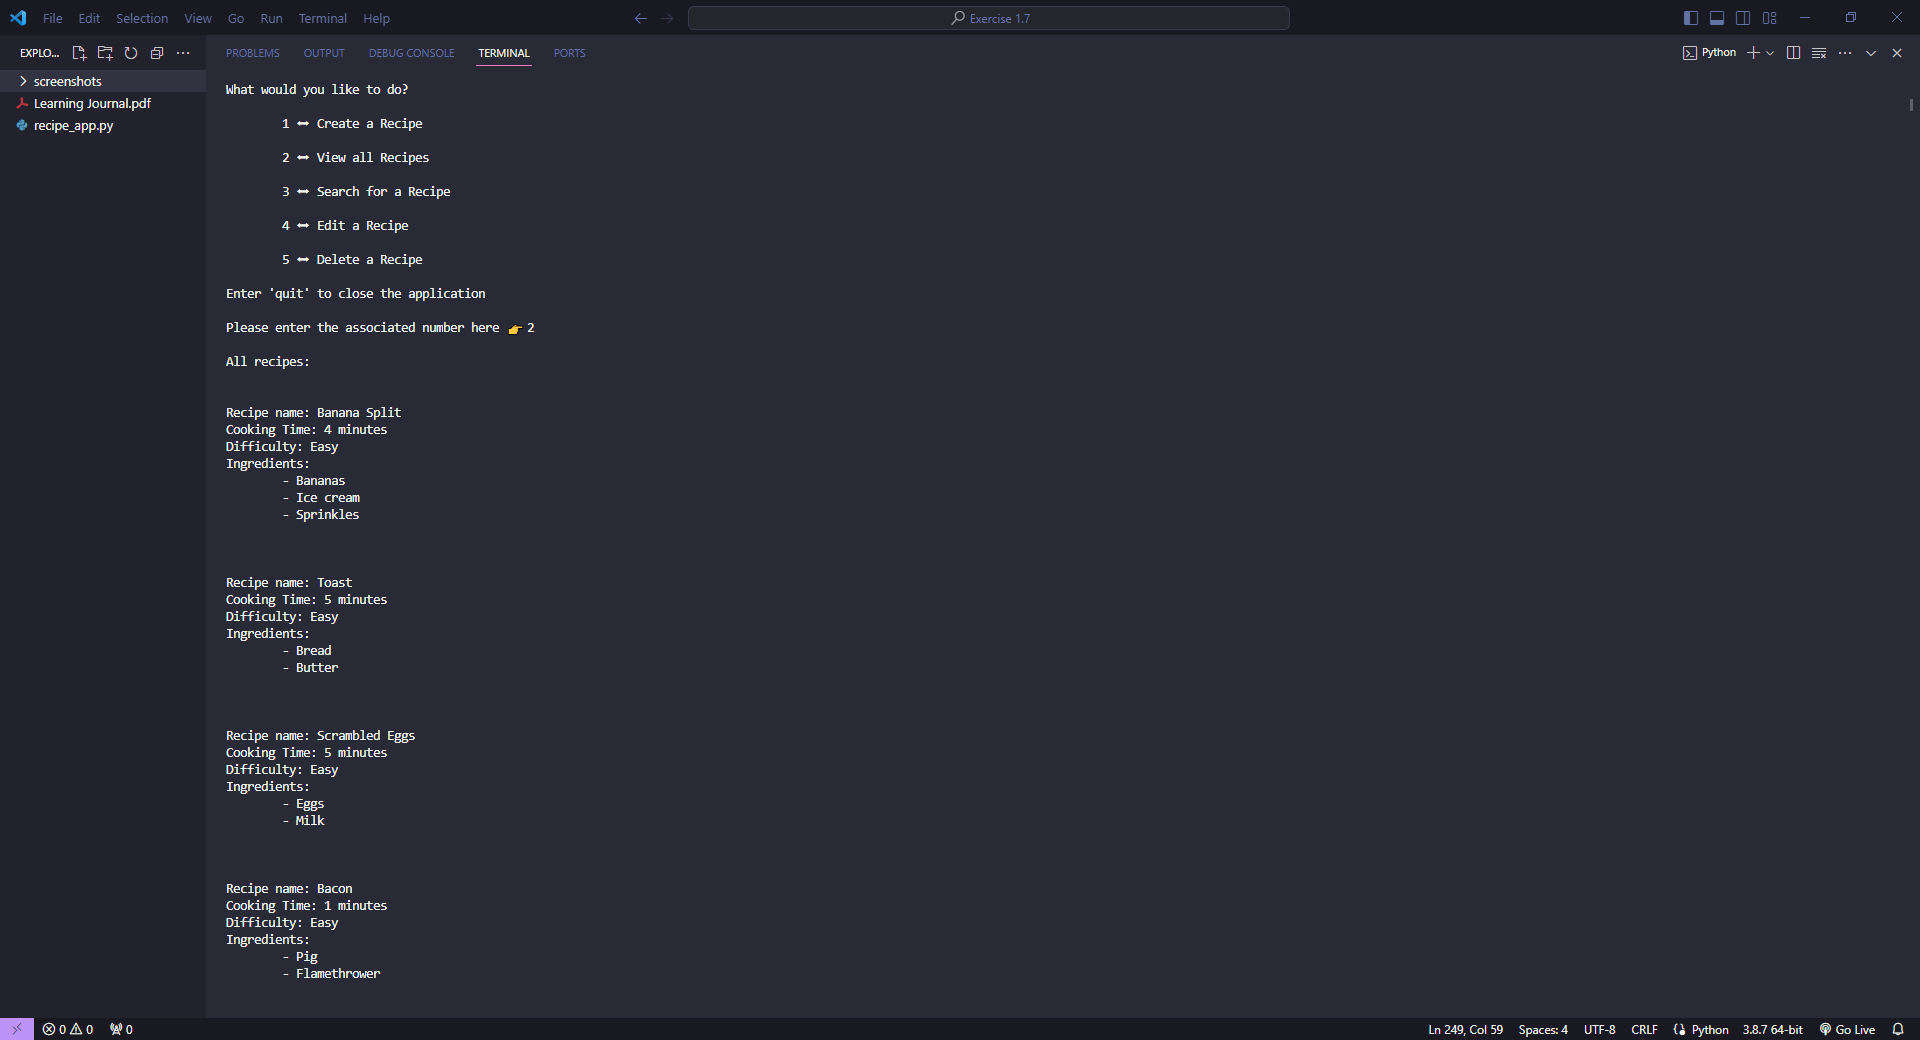 File Edit Selection View Go Run Terminal Help
Exercise 1.7
EXPLO...
PROBLEMS OUTPUT DEBUG CONSOLE TERMINAL PORTS
Python
screenshots
Learning Journal.pdf
recipe_app.py
What would you like to do?
1 ↔ Create a Recipe
2 ↔ View all Recipes
3 ↔ Search for a Recipe
4 ↔ Edit a Recipe
5 ↔ Delete a Recipe
Enter 'quit' to close the application
Please enter the associated number here 👉 2
All recipes:
Recipe name: Banana Split
Cooking Time: 4 minutes
Difficulty: Easy
Ingredients:
- Bananas
- Ice cream
- Sprinkles
Recipe name: Toast
Cooking Time: 5 minutes
Difficulty: Easy
Ingredients:
- Bread
- Butter
Recipe name: Scrambled Eggs
Cooking Time: 5 minutes
Difficulty: Easy
Ingredients:
- Eggs
- Milk
Recipe name: Bacon
Cooking Time: 1 minutes
Difficulty: Easy
Ingredients:
- Pig
- Flamethrower
0 0 0
Ln 249, Col 59 Spaces: 4 UTF-8 CRLF Python 3.8.7 64-bit Go Live